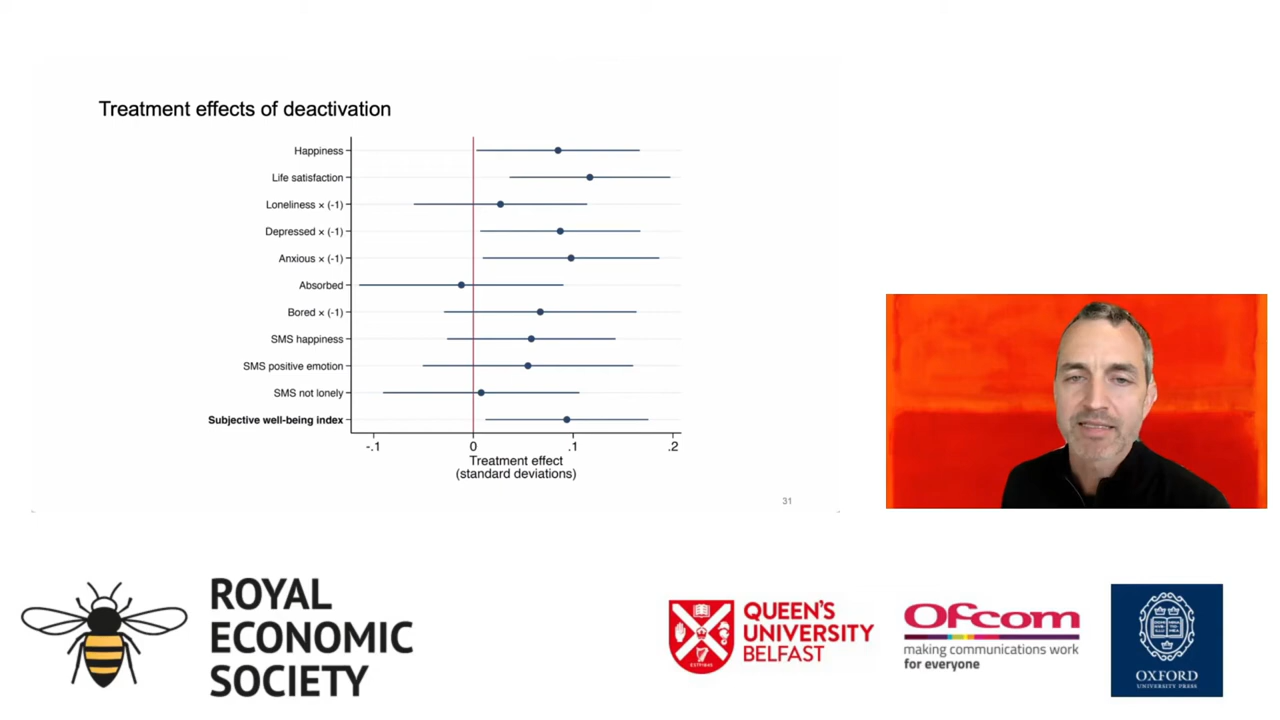 Treatment effects of deactivation
Happiness
Life satisfaction
Loneliness × (-1)
Depressed × (-1)
Anxious × (-1)
Absorbed
Bored × (-1)
SMS happiness
SMS positive emotion
SMS not lonely
Subjective well-being index
-.1 0 .1 .2
Treatment effect
(standard deviations)
31
ROYAL
ECONOMIC
SOCIETY
QUEEN'S
UNIVERSITY
BELFAST
Ofcom
making communications work
for everyone
OXFORD
UNIVERSITY PRESS